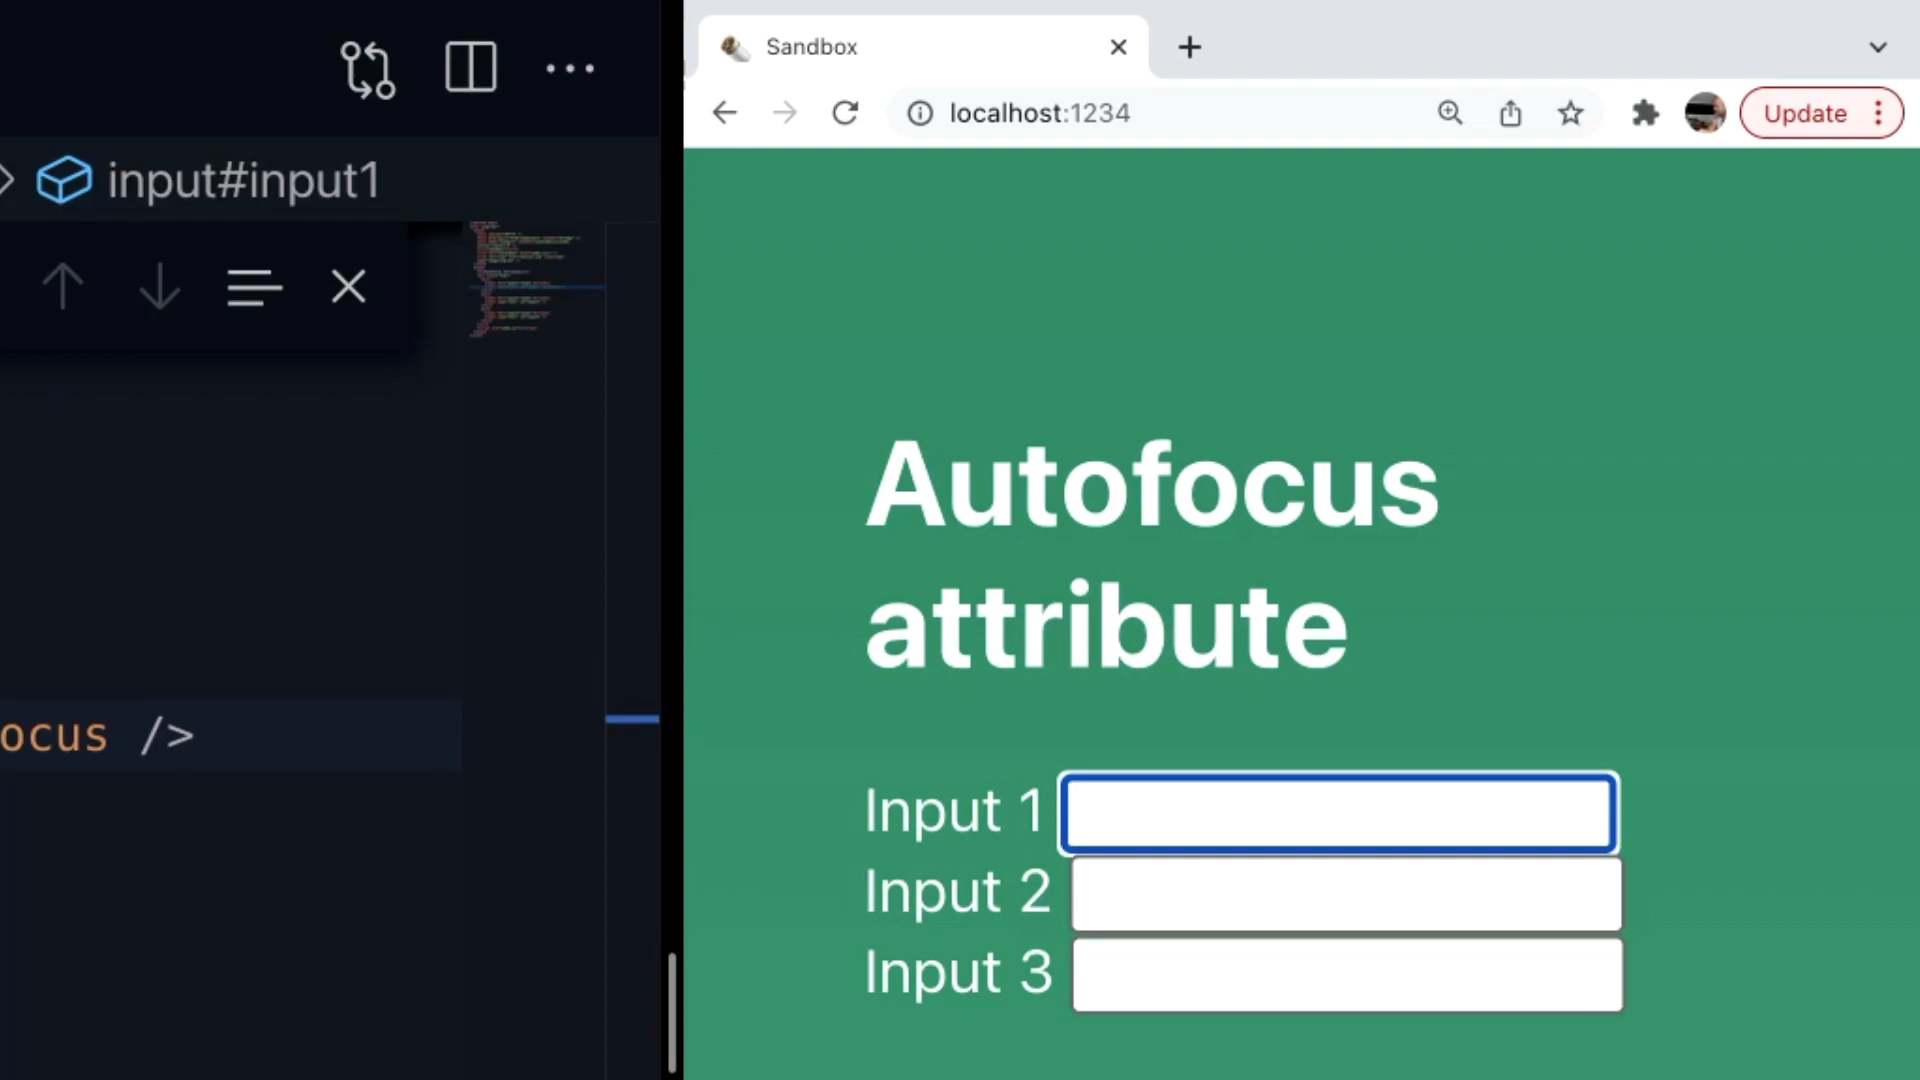 input#input1
ocus />
Sandbox
localhost:1234
Update
Autofocus
attribute
Input 1
Input 2
Input 3